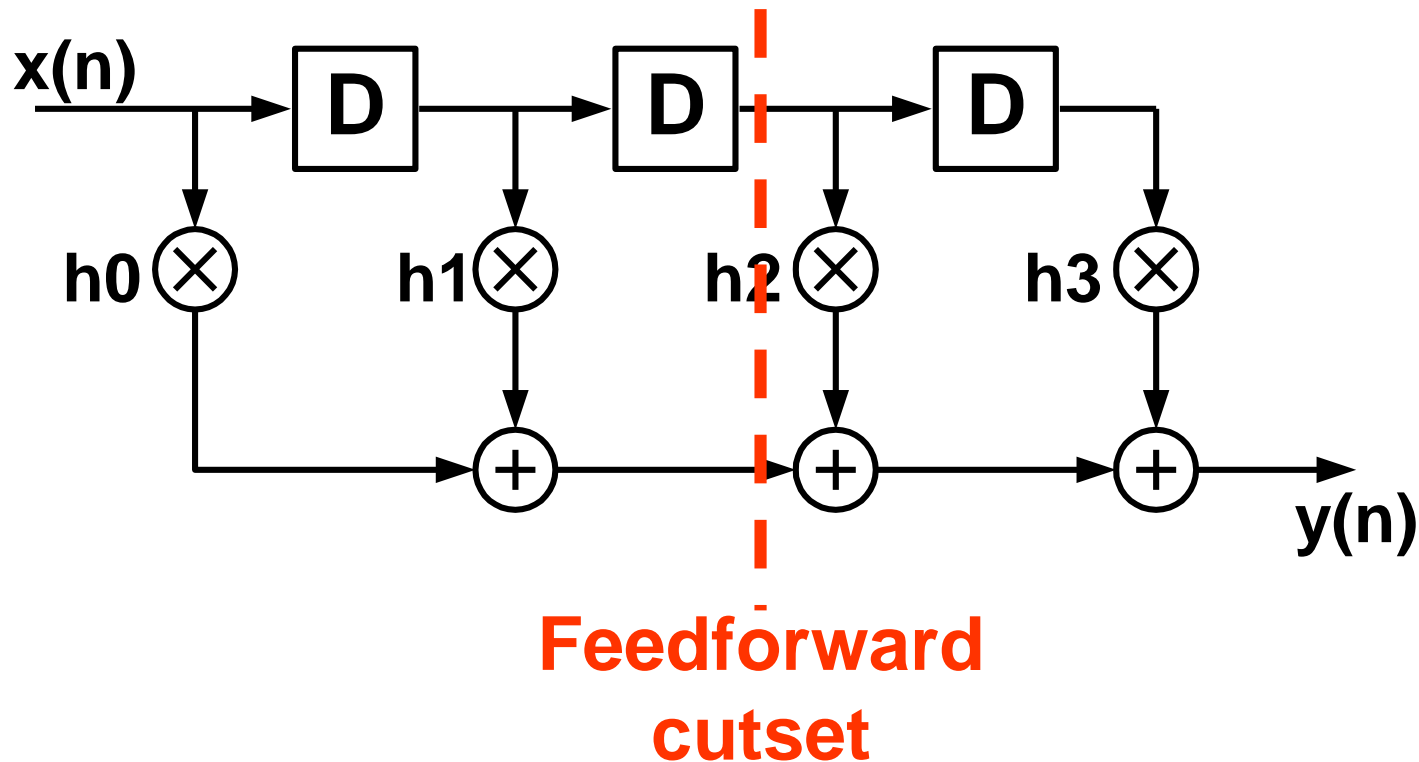 x(n)
D D D
h0 h1 h2 h3
y(n)
Feedforward
cutset